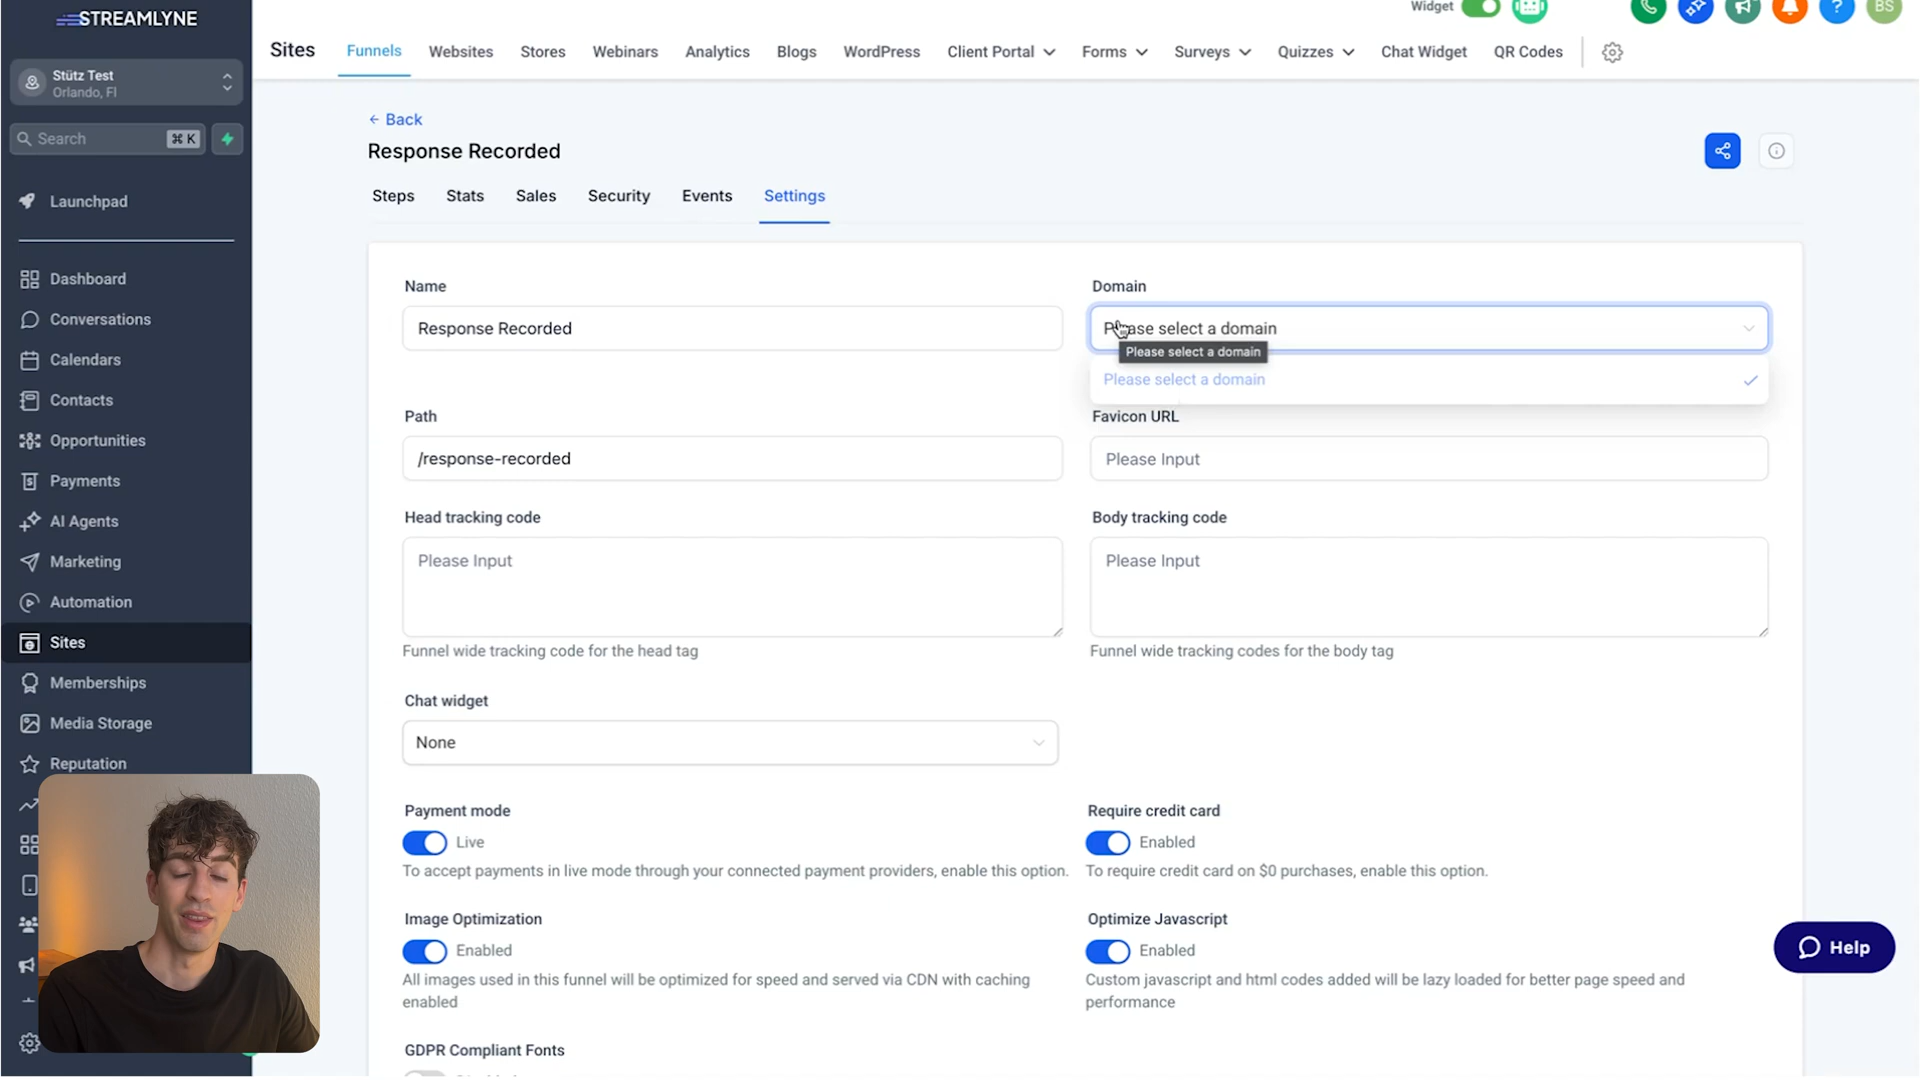 STREAMLYNE
Stütz Test
Orlando, Fl
Search
⌘ K
Launchpad
Dashboard
Conversations
Calendars
Contacts
Opportunities
Payments
AI Agents
Marketing
Automation
Sites
Memberships
Media Storage
Reputation
Widget
?
BS
Sites
Funnels
Websites
Stores
Webinars
Analytics
Blogs
WordPress
Client Portal
Forms
Surveys
Quizzes
Chat Widget
QR Codes
← Back
Response Recorded
Steps
Stats
Sales
Security
Events
Settings
Name
Response Recorded
Domain
Please select a domain
Please select a domain
Please select a domain
Path
/response-recorded
Favicon URL
Please Input
Head tracking code
Please Input
Funnel wide tracking code for the head tag
Body tracking code
Please Input
Funnel wide tracking codes for the body tag
Chat widget
None
Payment mode
Live
To accept payments in live mode through your connected payment providers, enable this option.
Require credit card
Enabled
To require credit card on $0 purchases, enable this option.
Image Optimization
Enabled
All images used in this funnel will be optimized for speed and served via CDN with caching
enabled
Optimize Javascript
Enabled
Custom javascript and html codes added will be lazy loaded for better page speed and
performance
GDPR Compliant Fonts
Help